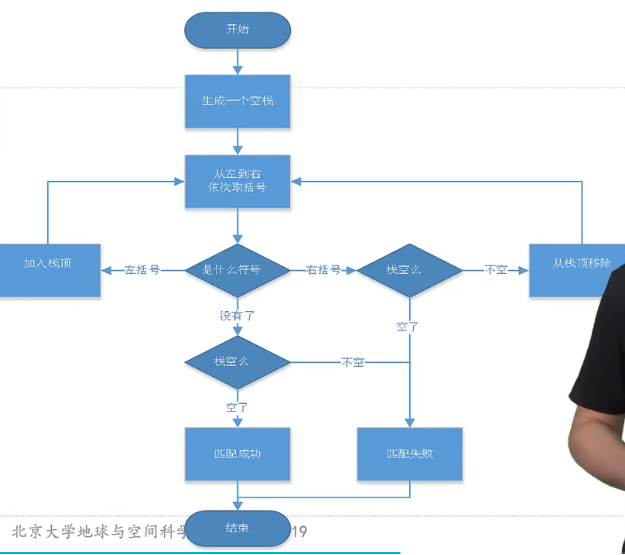 开始
生成一个空栈
从左到右
依次取括号
加入栈顶
左括号
是什么符号
右括号
栈空么
不空
从栈顶移除
没有了
空了
栈空么
不空
空了
匹配成功
匹配失败
北京大学地球与空间科学
结束
19